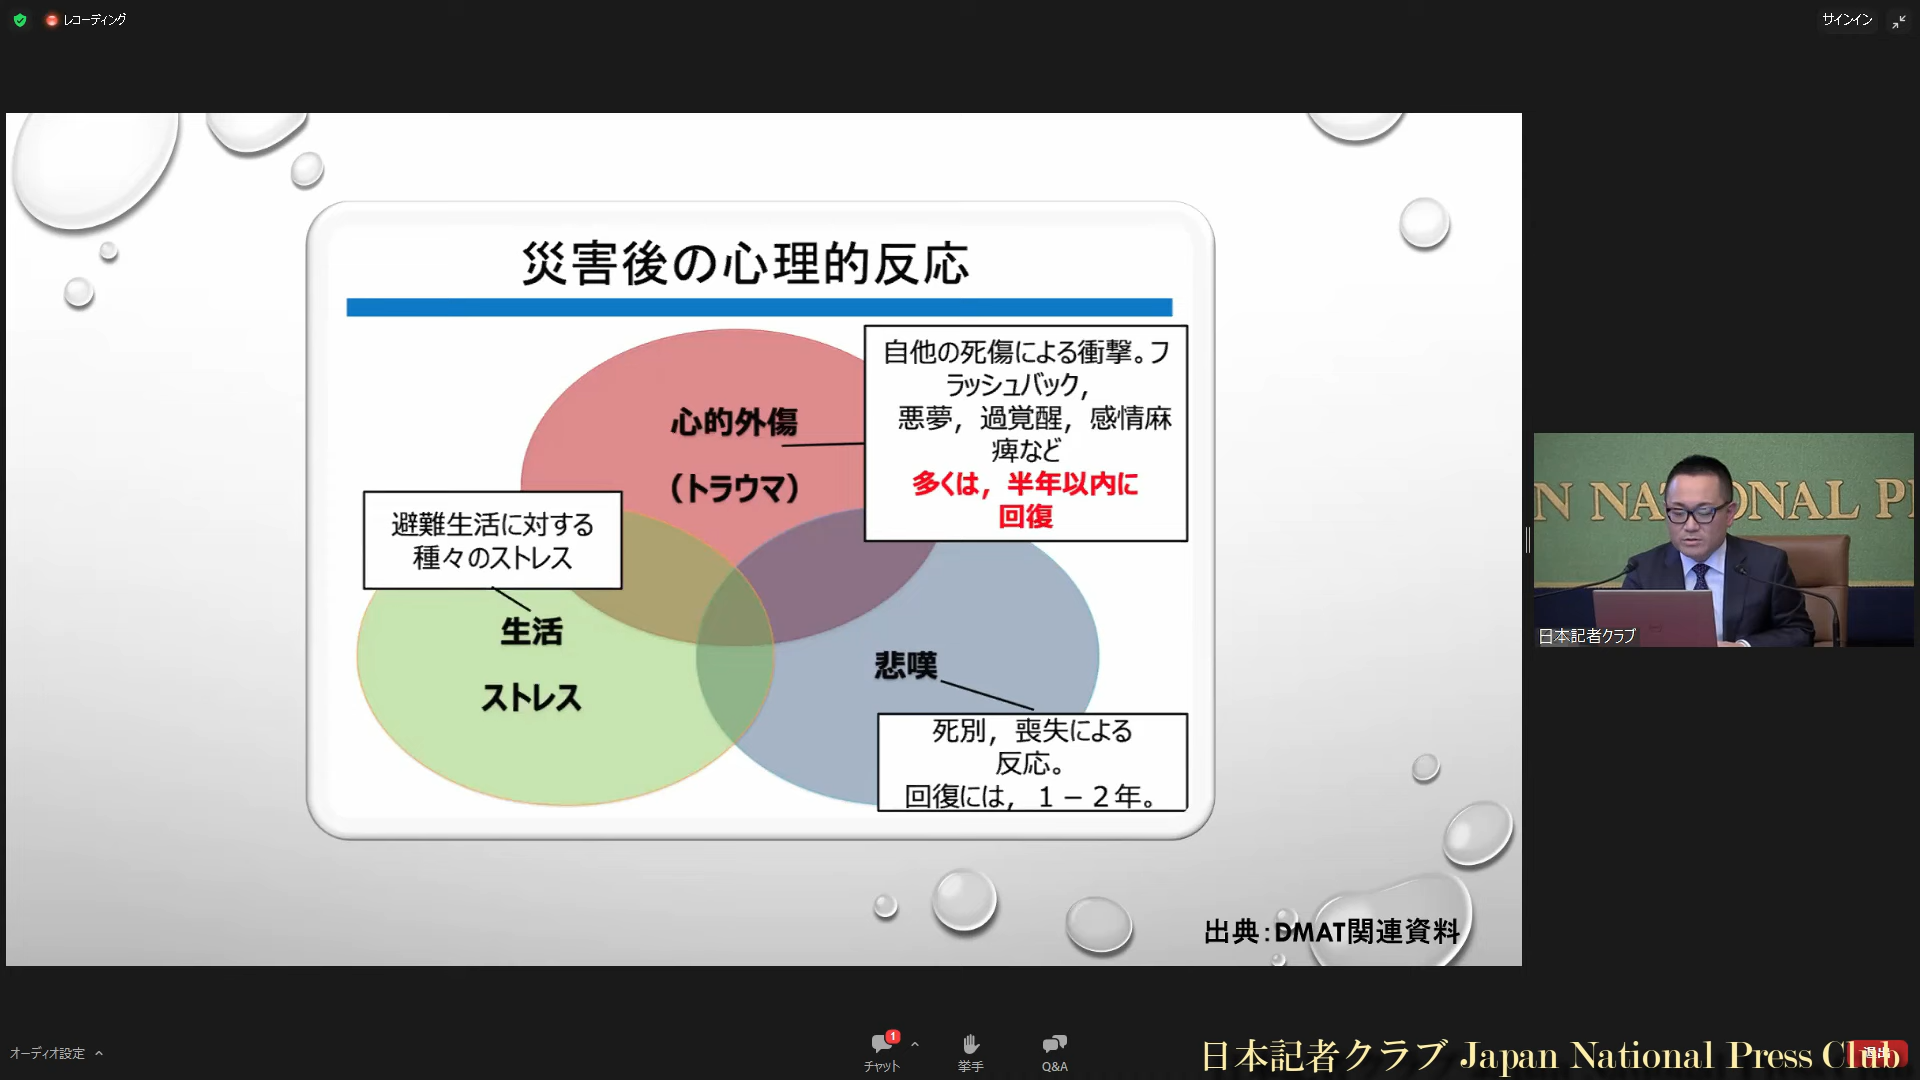 レコーディング
サインイン
災害後の心理的反応
心的外傷
（トラウマ）
自他の死傷による衝撃。フ
ラッシュバック，
悪夢，過覚醒，感情麻
痺など
多くは，半年以内に
回復
避難生活に対する
種々のストレス
生活
ストレス
悲嘆
死別，喪失による
反応。
回復には，１－２年。
出典：DMAT関連資料
N NATIONAL P
日本記者クラブ
オーディオ設定
1
チャット
挙手
Q&A
日本記者クラブ Japan National Press Club
退出